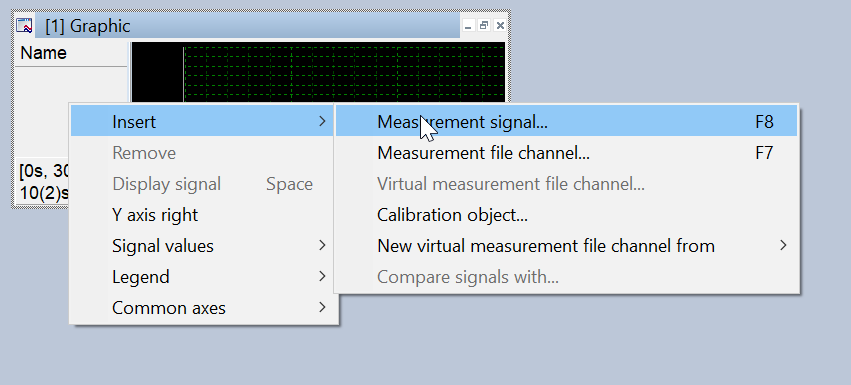 [1] Graphic
Name
[0s, 30
10(2)s
Insert
Remove
Display signal Space
Y axis right
Signal values
Legend
Common axes
Measurement signal... F8
Measurement file channel... F7
Virtual measurement file channel...
Calibration object...
New virtual measurement file channel from
Compare signals with...